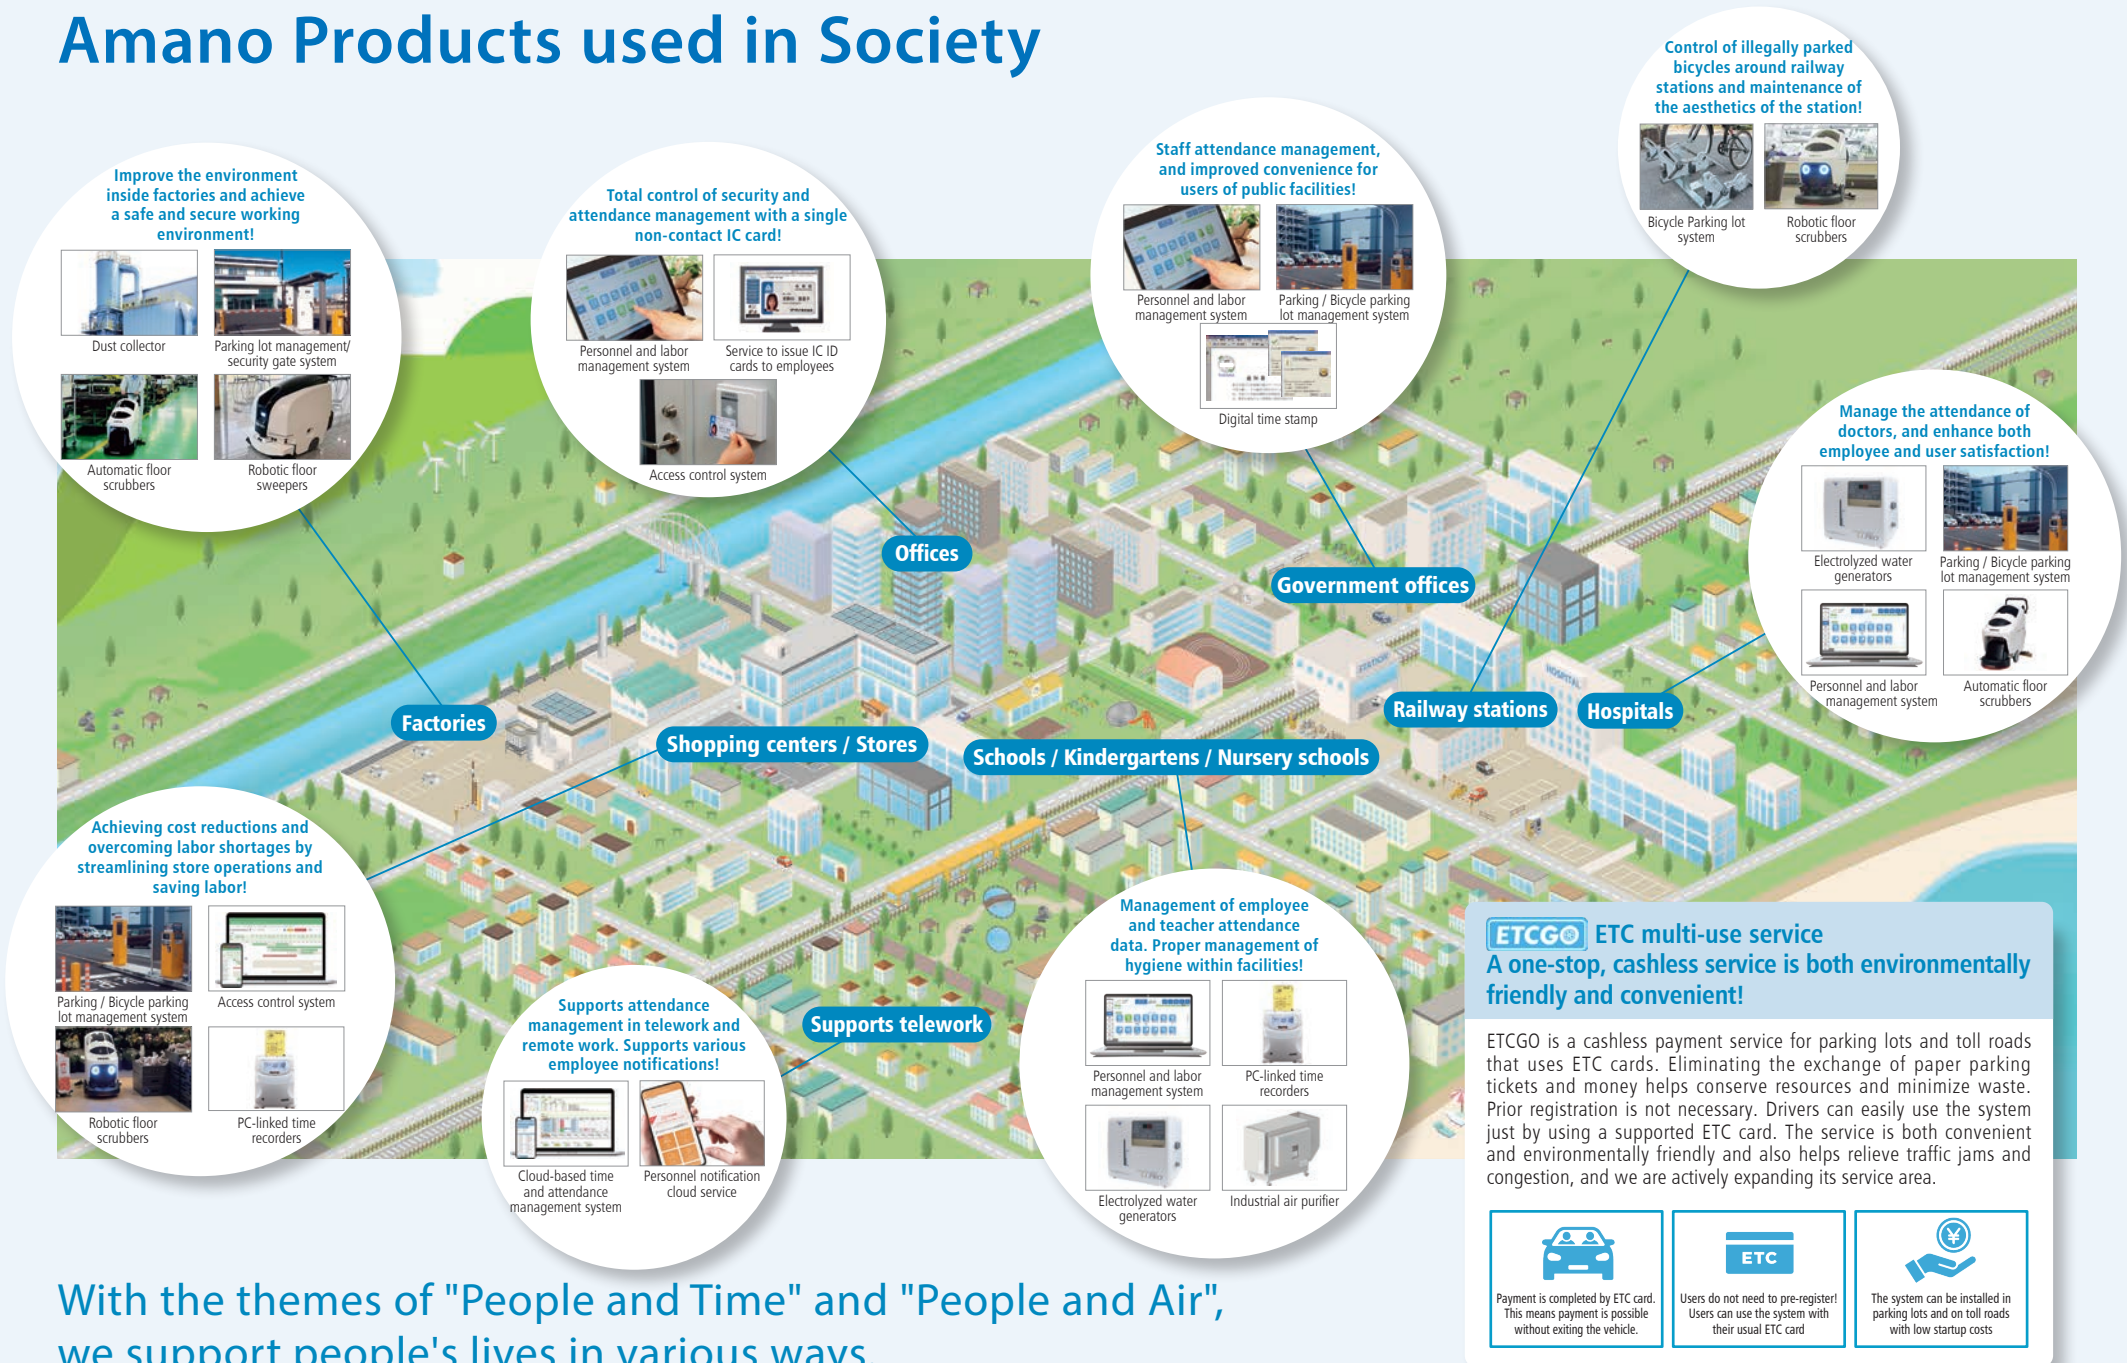 Amano Products used in Society
Improve the environment
inside factories and achieve
a safe and secure working
environment!
Dust collector
Parking lot management/
security gate system
Automatic floor
scrubbers
Robotic floor
sweepers
Total control of security and
attendance management with a single
non-contact IC card!
Personnel and labor
management system
Service to issue IC ID
cards to employees
Access control system
Staff attendance management,
and improved convenience for
users of public facilities!
Personnel and labor
management system
Parking / Bicycle parking
lot management system
Digital time stamp
Control of illegally parked
bicycles around railway
stations and maintenance of
the aesthetics of the station!
Bicycle Parking lot
system
Robotic floor
scrubbers
Manage the attendance of
doctors, and enhance both
employee and user satisfaction!
Electrolyzed water
generators
Parking / Bicycle parking
lot management system
Personnel and labor
management system
Automatic floor
scrubbers
Offices
Government offices
STATION
HOSPITAL
Factories
Shopping centers / Stores
Schools / Kindergartens / Nursery schools
Railway stations
Hospitals
Supports telework
Achieving cost reductions and
overcoming labor shortages by
streamlining store operations and
saving labor!
Parking / Bicycle parking
lot management system
Access control system
Robotic floor
scrubbers
PC-linked time
recorders
Supports attendance
management in telework and
remote work. Supports various
employee notifications!
Cloud-based time
and attendance
management system
Personnel notification
cloud service
Management of employee
and teacher attendance
data. Proper management of
hygiene within facilities!
Personnel and labor
management system
PC-linked time
recorders
Electrolyzed water
generators
Industrial air purifier
ETCGO ETC multi-use service
A one-stop, cashless service is both environmentally
friendly and convenient!
ETCGO is a cashless payment service for parking lots and toll roads
that uses ETC cards. Eliminating the exchange of paper parking
tickets and money helps conserve resources and minimize waste.
Prior registration is not necessary. Drivers can easily use the system
just by using a supported ETC card. The service is both convenient
and environmentally friendly and also helps relieve traffic jams and
congestion, and we are actively expanding its service area.
Payment is completed by ETC card.
This means payment is possible
without exiting the vehicle.
ETC
Users do not need to pre-register!
Users can use the system with
their usual ETC card
¥
The system can be installed in
parking lots and on toll roads
with low startup costs
With the themes of "People and Time" and "People and Air",
we support people's lives in various ways.